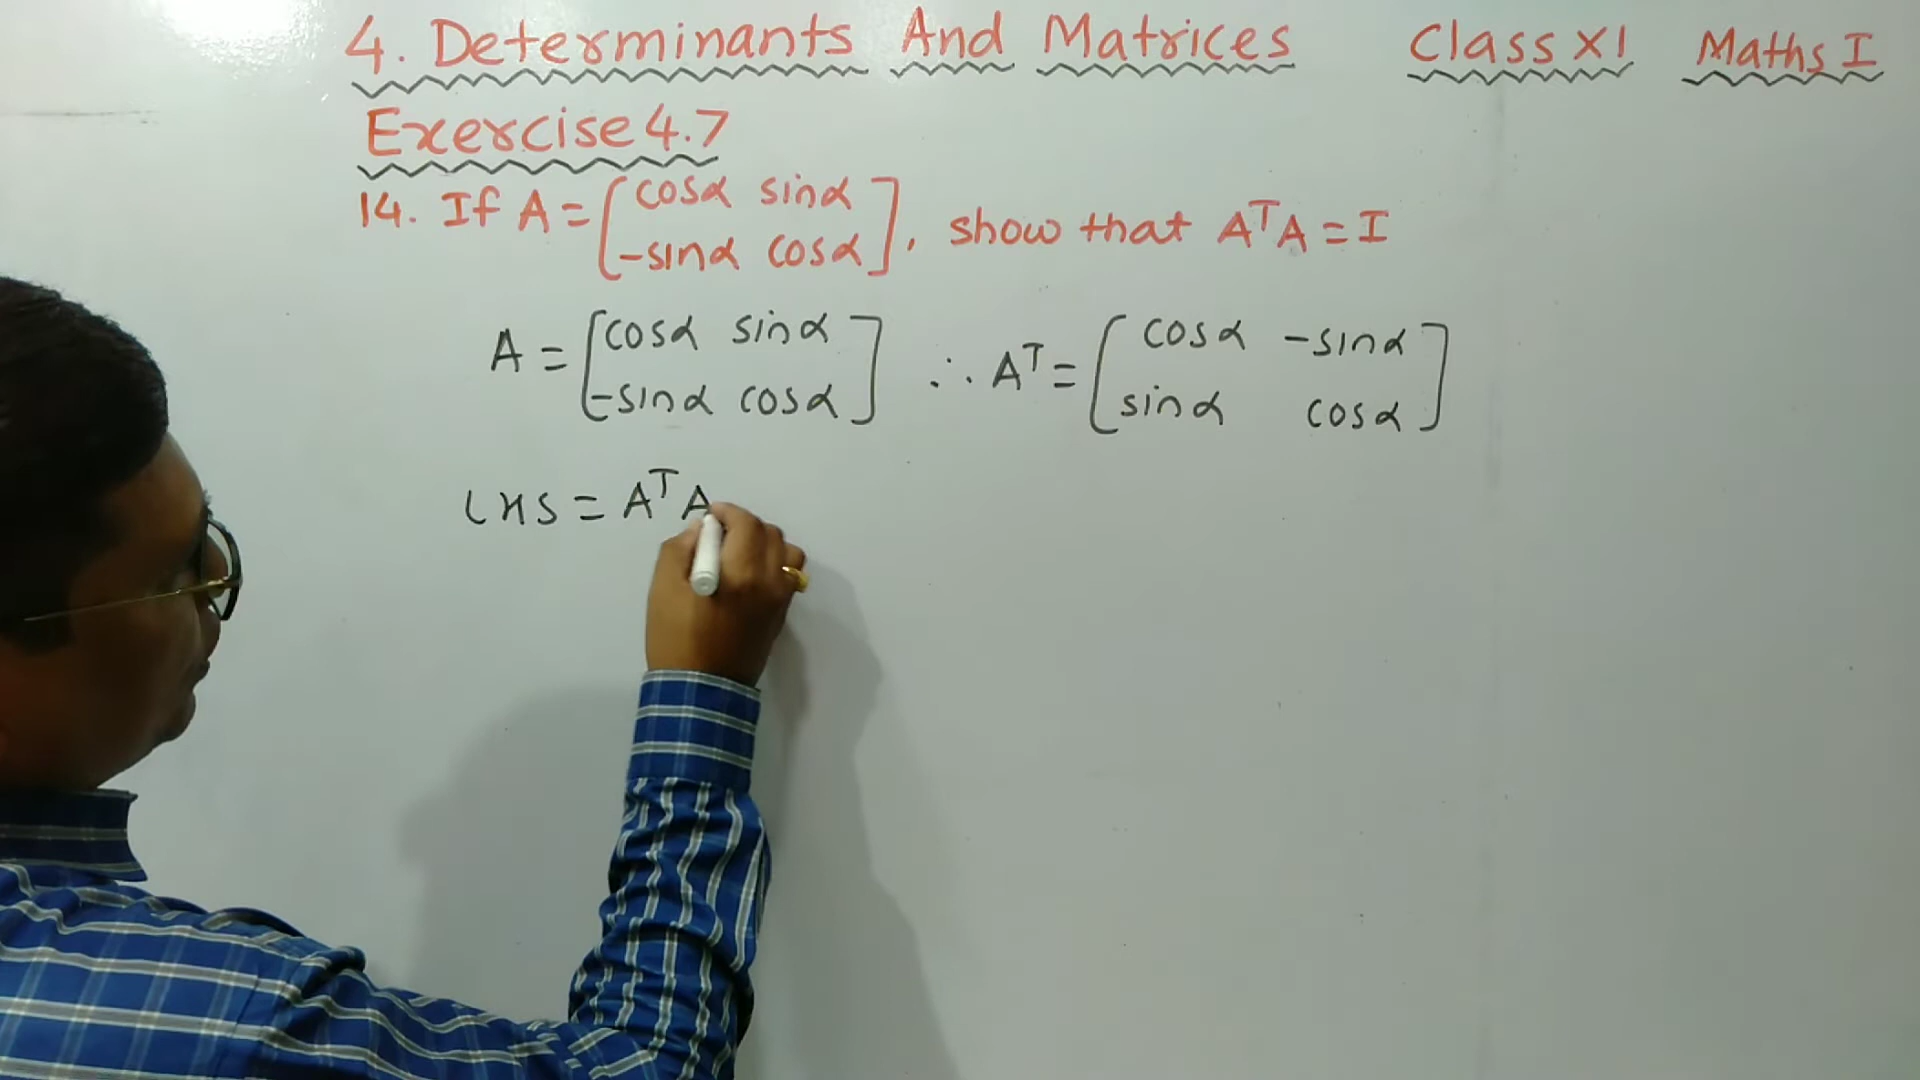 4. Determinants And Matrices Class XI Maths I
Exercise 4.7
14. If A = [cosα sinα
-sinα cosα], show that AᵀA = I
A = [cosα sinα
-sinα cosα] ∴ Aᵀ = [cosα -sinα
sinα cosα]
LHS = AᵀA